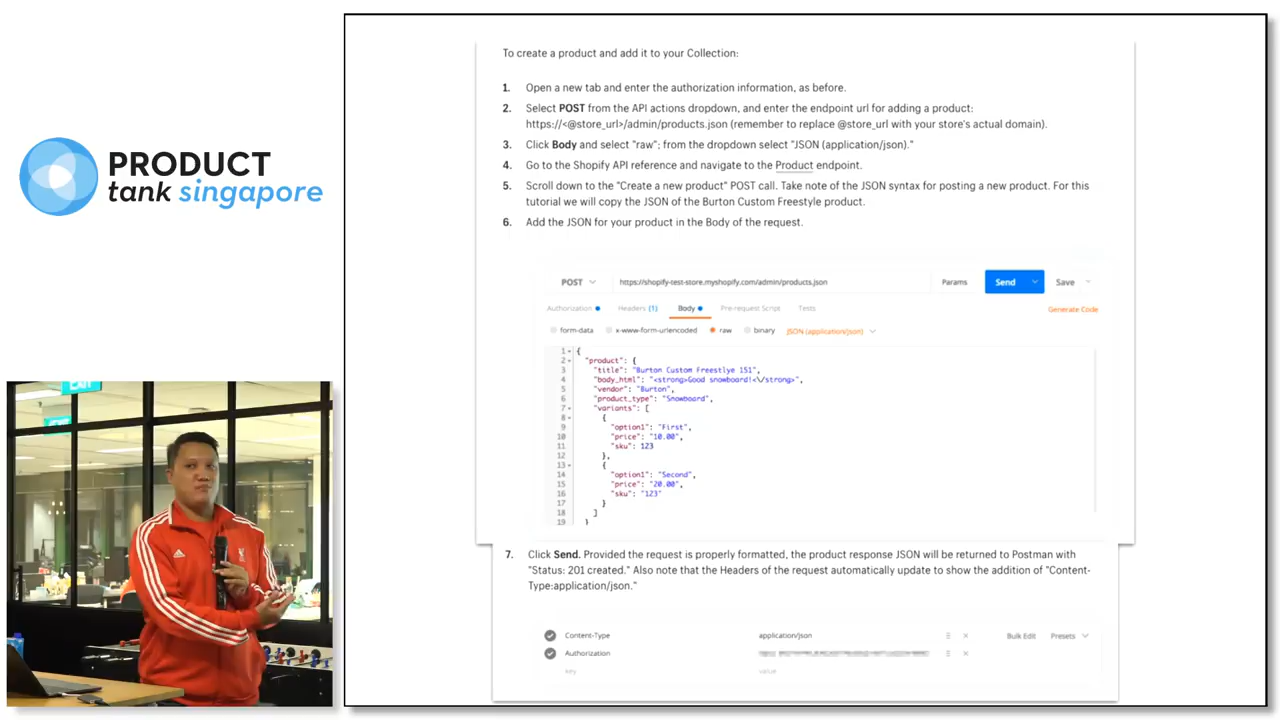 PRODUCT
tank singapore
EXIT
To create a product and add it to your Collection:
1. Open a new tab and enter the authorization information, as before.
2. Select POST from the API actions dropdown, and enter the endpoint url for adding a product:
https://<@store_url>/admin/products.json (remember to replace @store_url with your store's actual domain).
3. Click Body and select "raw"; from the dropdown select "JSON (application/json)."
4. Go to the Shopify API reference and navigate to the Product endpoint.
5. Scroll down to the "Create a new product" POST call. Take note of the JSON syntax for posting a new product. For this
tutorial we will copy the JSON of the Burton Custom Freestyle product.
6. Add the JSON for your product in the Body of the request.
POST https://shopify-test-store.myshopify.com/admin/products.json Params Send Save
Authorization Headers (1) Body Pre-request Script Tests Generate Code
form-data x-www-form-urlencoded raw binary JSON (application/json)
1 {
2 "product": {
3 "title": "Burton Custom Freestlye 151",
4 "body_html": "<strong>Good snowboard!<\/strong>",
5 "vendor": "Burton",
6 "product_type": "Snowboard",
7 "variants": [
8 {
9 "option1": "First",
10 "price": "10.00",
11 "sku": 123
12 },
13 {
14 "option1": "Second",
15 "price": "20.00",
16 "sku": "123"
17 }
18 ]
19 }
7. Click Send. Provided the request is properly formatted, the product response JSON will be returned to Postman with
"Status: 201 created." Also note that the Headers of the request automatically update to show the addition of "Content-
Type:application/json."
Content-Type application/json Bulk Edit Presets
Authorization
key value